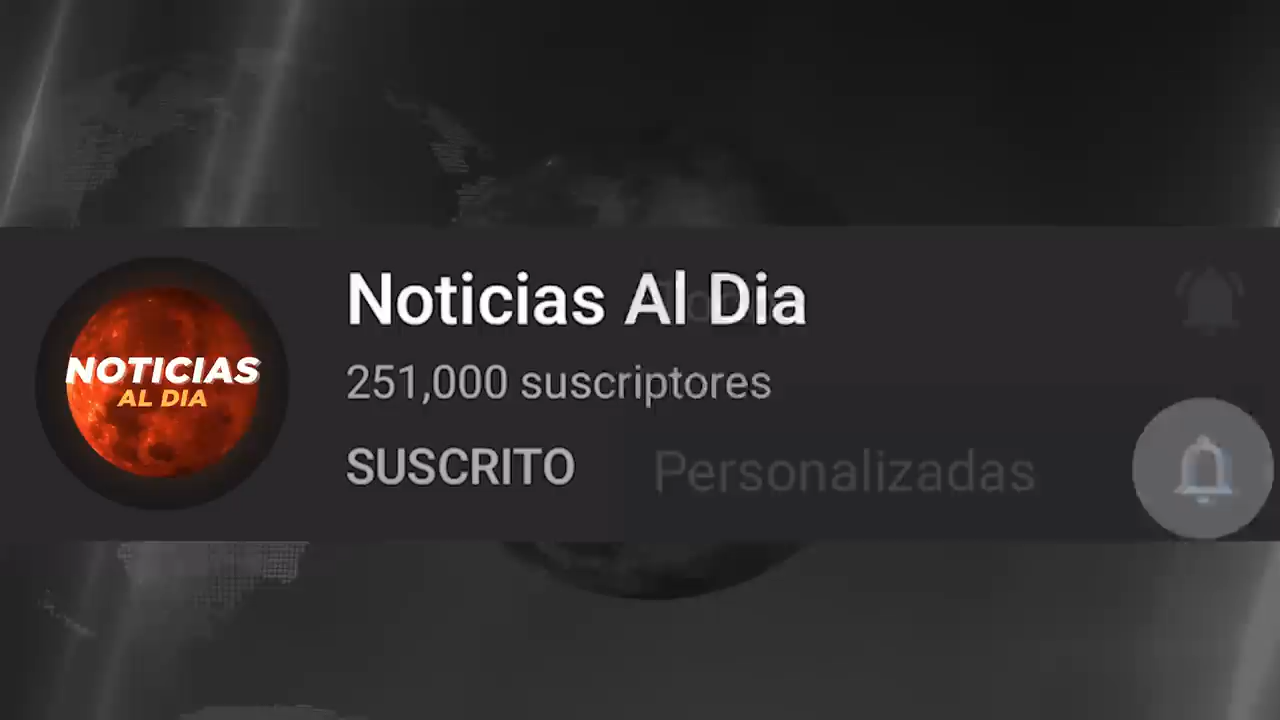 Noticias Al Dia
251,000 suscriptores
NOTICIAS
AL DIA
SUSCRITO
Personalizadas